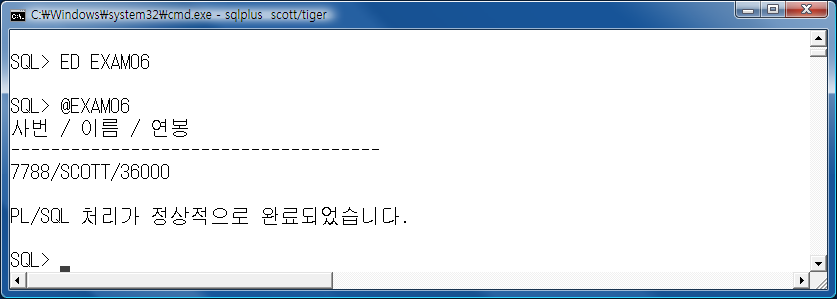 C:\Windows\system32\cmd.exe - sqlplus  scott/tiger
SQL> ED EXAM06
SQL> @EXAM06
사번 / 이름 / 연봉
-------------------------------------
7788/SCOTT/36000
PL/SQL 처리가 정상적으로 완료되었습니다.
SQL>